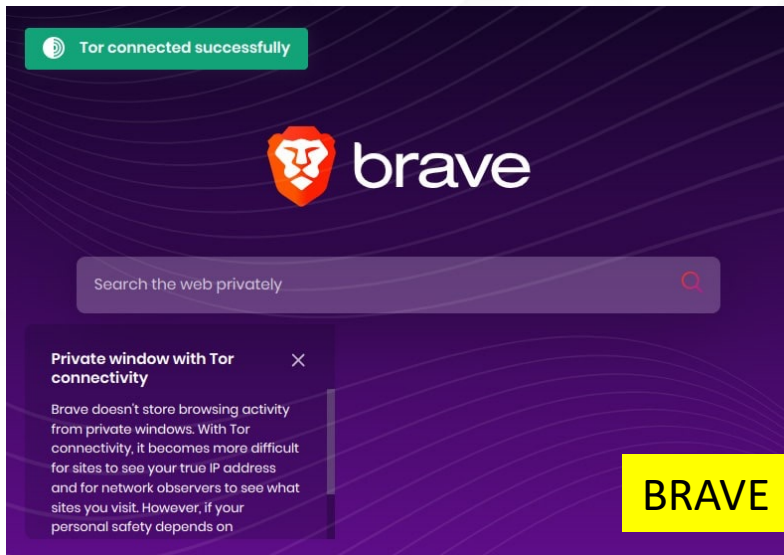 Tor connected successfully
brave
Search the web privately
Private window with Tor
connectivity
Brave doesn't store browsing activity
from private windows. With Tor
connectivity, it becomes more difficult
for sites to see your true IP address
and for network observers to see what
sites you visit. However, if your
personal safety depends on
BRAVE